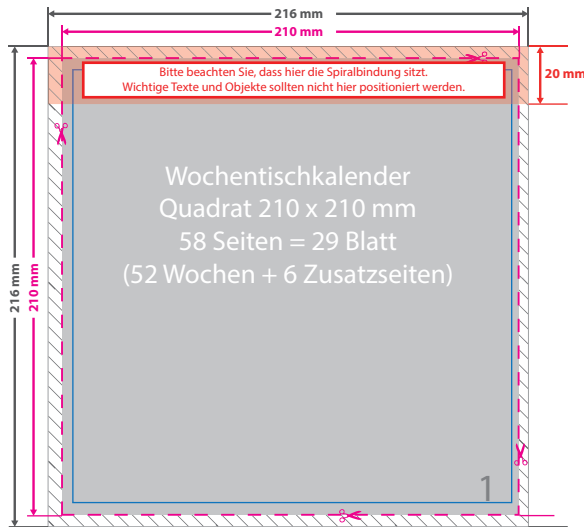 216 mm
210 mm
Bitte beachten Sie, dass hier die Spiralbindung sitzt.
Wichtige Texte und Objekte sollten nicht hier positioniert werden.
20 mm
Wochentischkalender
Quadrat 210 x 210 mm
58 Seiten = 29 Blatt
(52 Wochen + 6 Zusatzseiten)
216 mm
210 mm
1